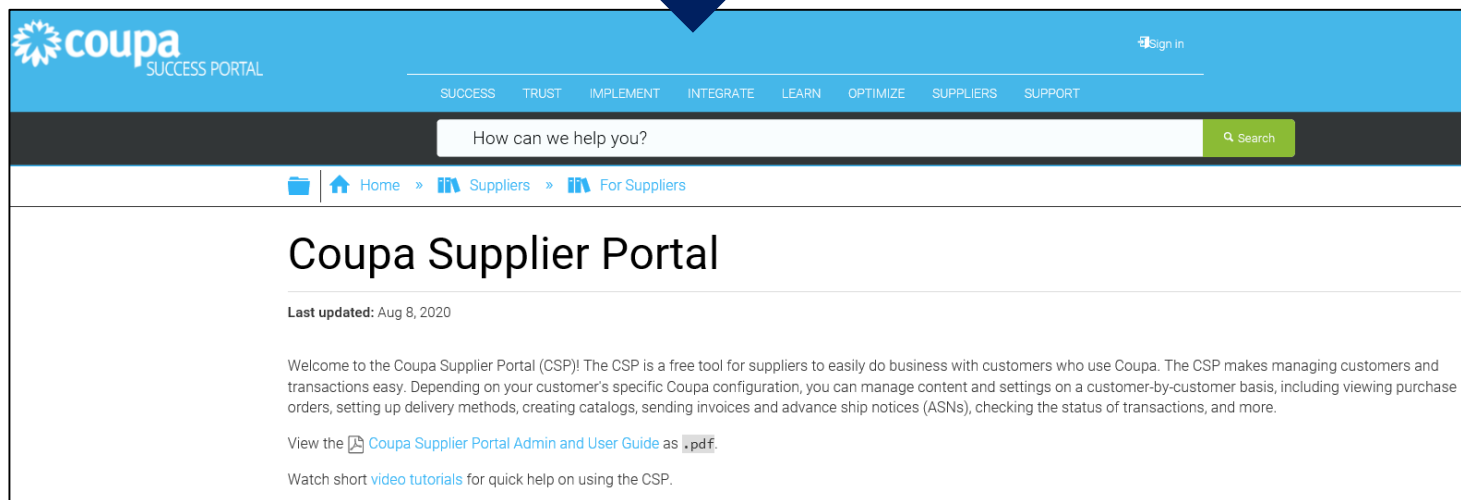 coupa
SUCCESS PORTAL
Sign in
SUCCESS TRUST IMPLEMENT INTEGRATE LEARN OPTIMIZE SUPPLIERS SUPPORT
How can we help you?
Search
Home » Suppliers » For Suppliers
Coupa Supplier Portal
Last updated: Aug 8, 2020
Welcome to the Coupa Supplier Portal (CSP)! The CSP is a free tool for suppliers to easily do business with customers who use Coupa. The CSP makes managing customers and
transactions easy. Depending on your customer's specific Coupa configuration, you can manage content and settings on a customer-by-customer basis, including viewing purchase
orders, setting up delivery methods, creating catalogs, sending invoices and advance ship notices (ASNs), checking the status of transactions, and more.
View the Coupa Supplier Portal Admin and User Guide as .pdf.
Watch short video tutorials for quick help on using the CSP.